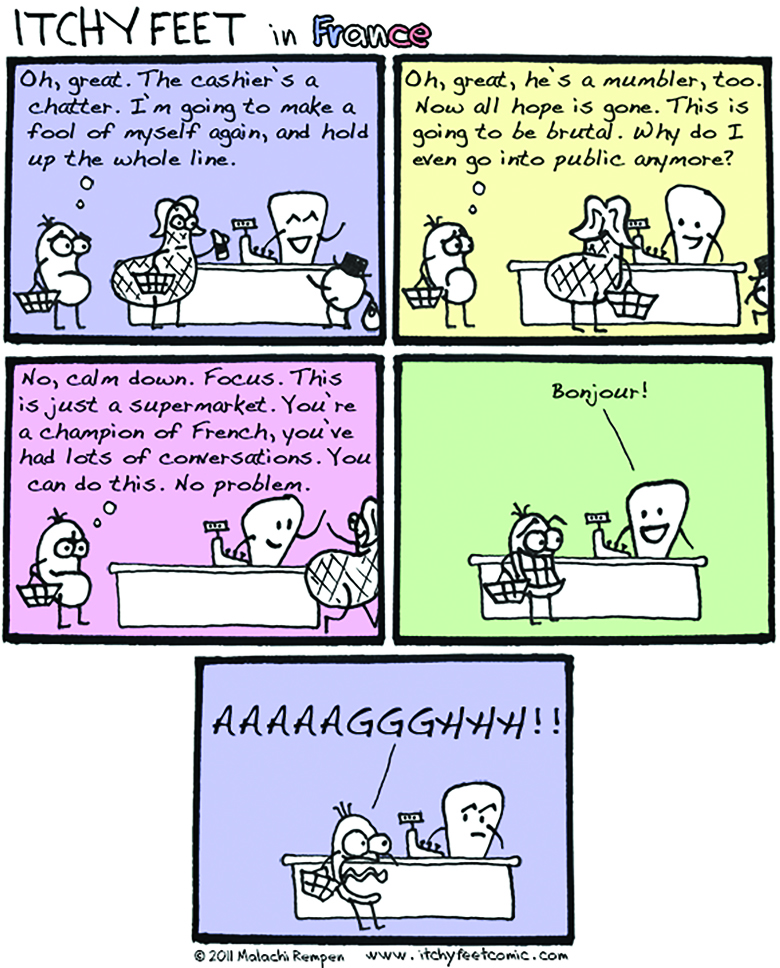 ITCHY FEET in France
Oh, great. The cashier's a
chatter. I'm going to make a
fool of myself again, and hold
up the whole line.
Oh, great, he's a mumbler, too.
Now all hope is gone. This is
going to be brutal. Why do I
even go into public anymore?
No, calm down. Focus. This
is just a supermarket. You're
a champion of French, you've
had lots of conversations. You
can do this. No problem.
Bonjour!
AAAAAGGGHHH!!
© 2011 Malachi Rempen www.itchyfeetcomic.com